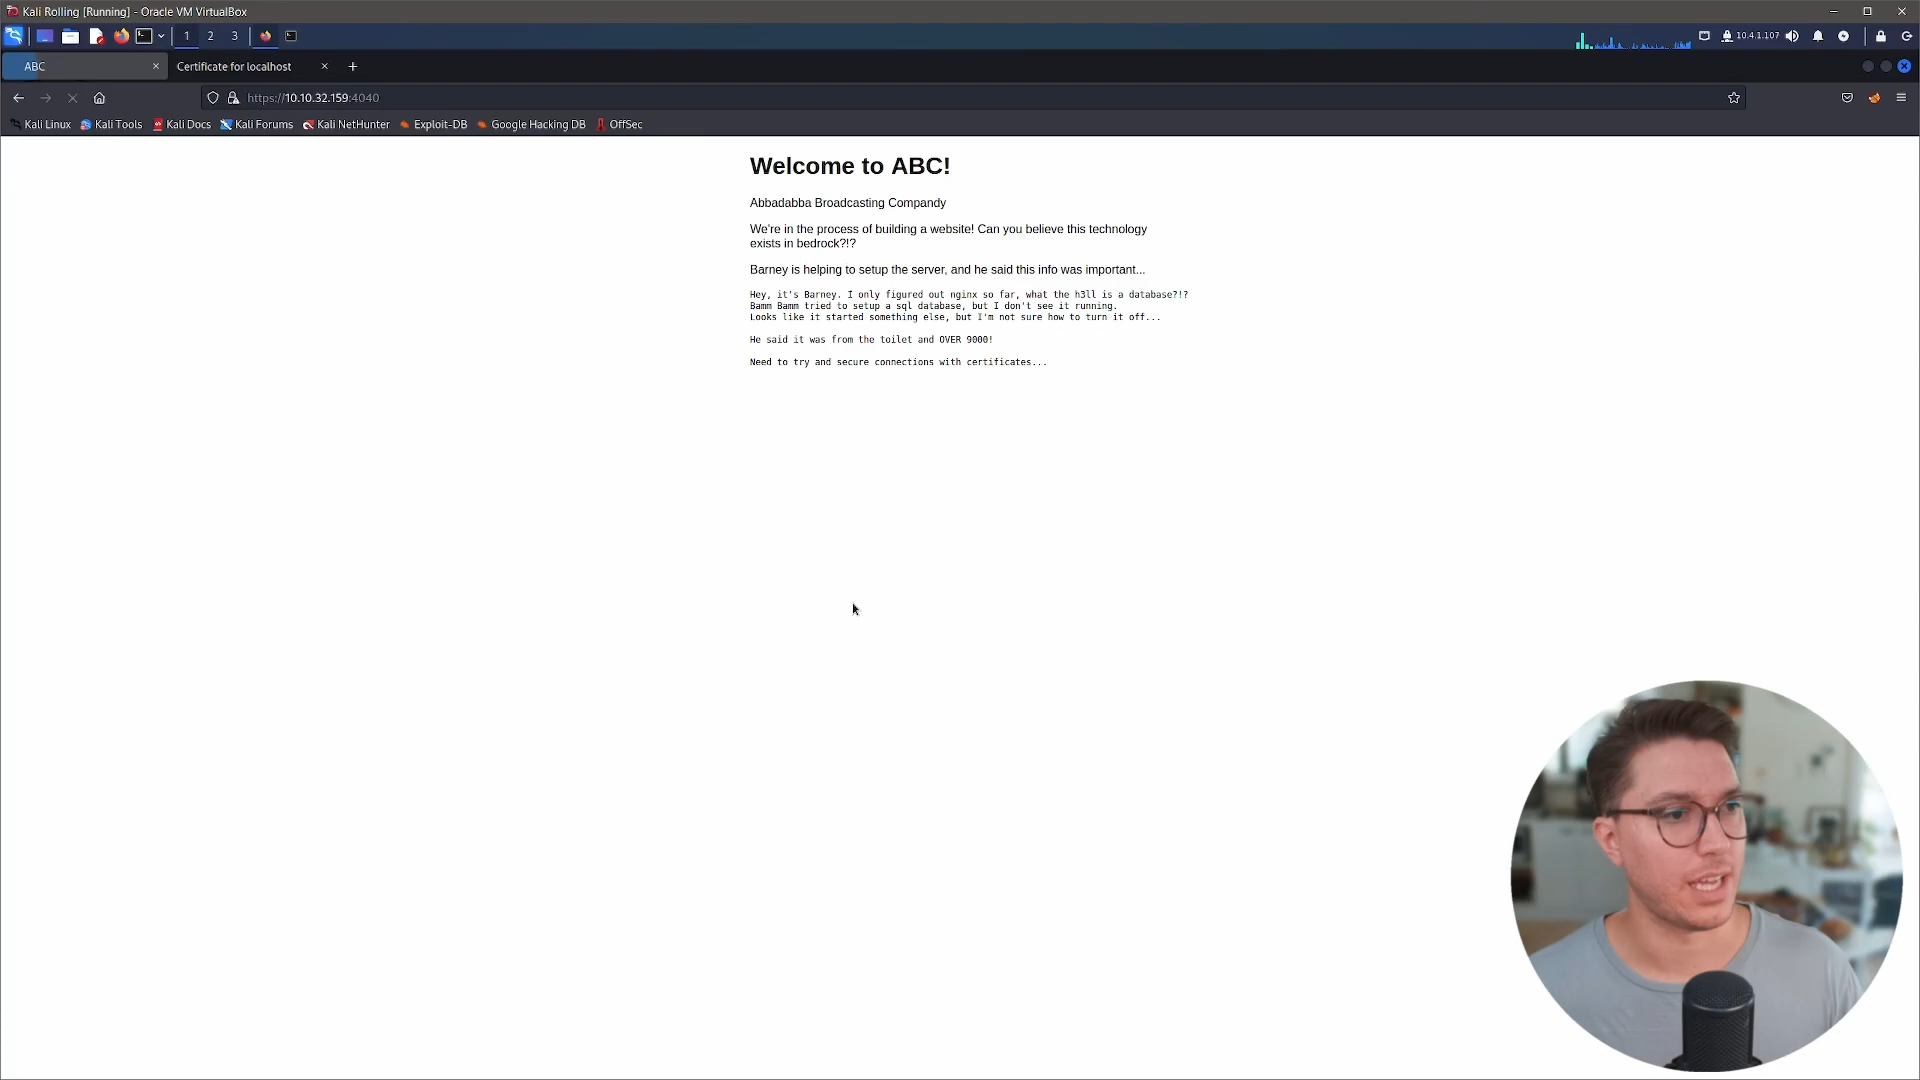 Kali Rolling [Running] - Oracle VM VirtualBox
1 2 3
10.4.1.107
ABC
Certificate for localhost
https://10.10.32.159:4040
Kali Linux Kali Tools Kali Docs Kali Forums Kali NetHunter Exploit-DB Google Hacking DB OffSec
Welcome to ABC!
Abbadabba Broadcasting Compandy
We're in the process of building a website! Can you believe this technology
exists in bedrock?!?
Barney is helping to setup the server, and he said this info was important...
Hey, it's Barney. I only figured out nginx so far, what the h3ll is a database?!?
Bamm Bamm tried to setup a sql database, but I don't see it running.
Looks like it started something else, but I'm not sure how to turn it off...
He said it was from the toilet and OVER 9000!
Need to try and secure connections with certificates...